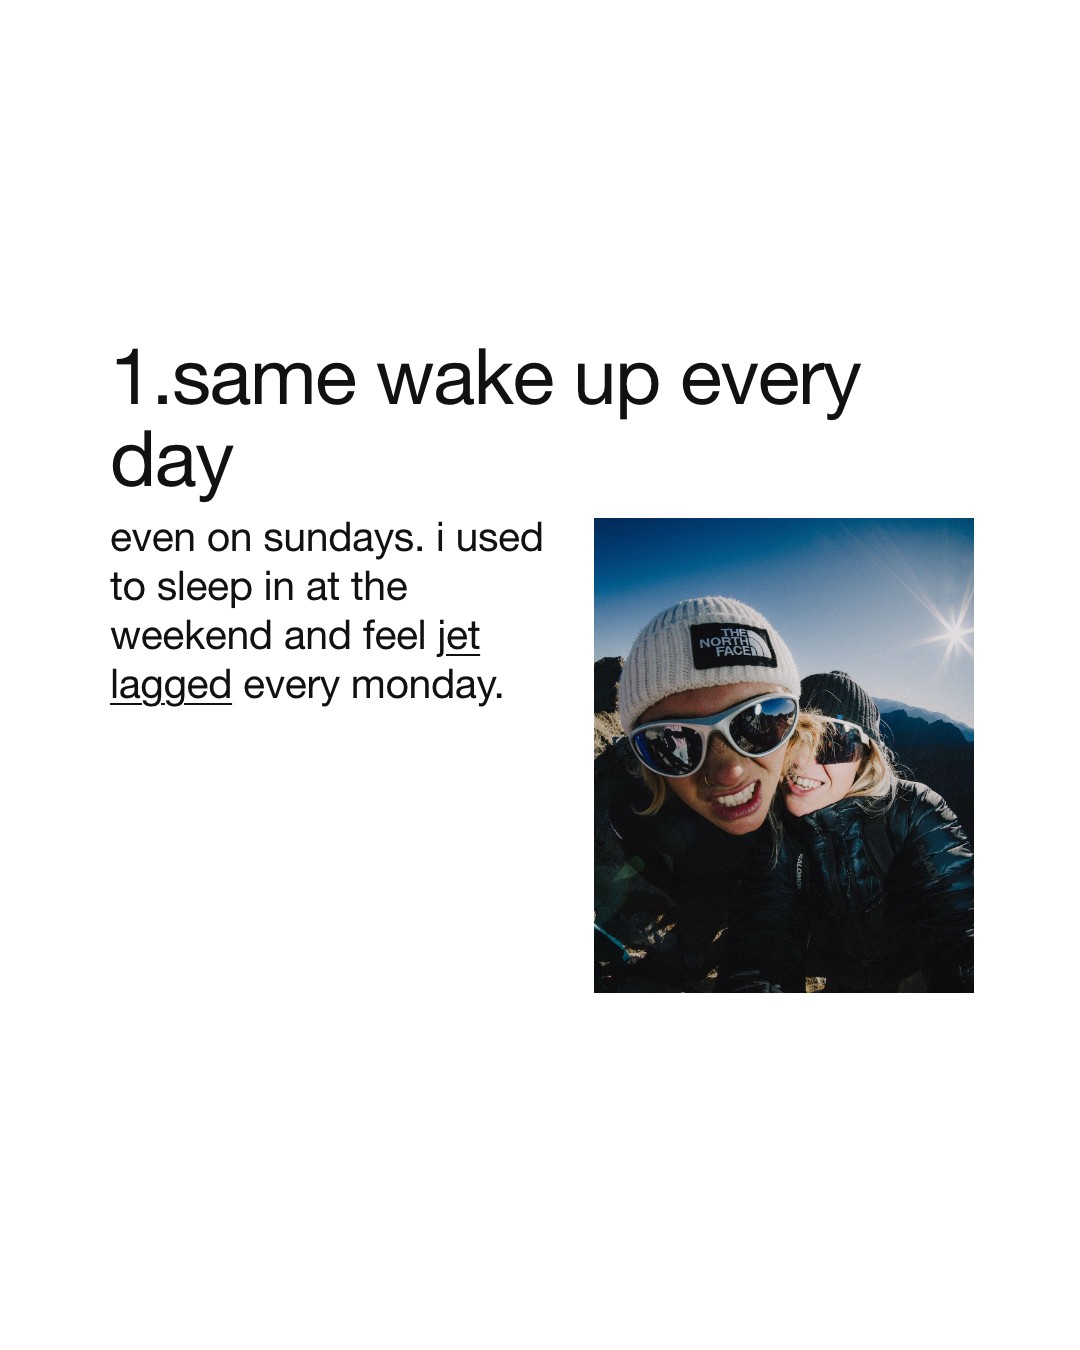 1.same wake up every
day
even on sundays. i used
to sleep in at the
weekend and feel jet
lagged every monday.
THE
NORTH
FACE
SALOMON